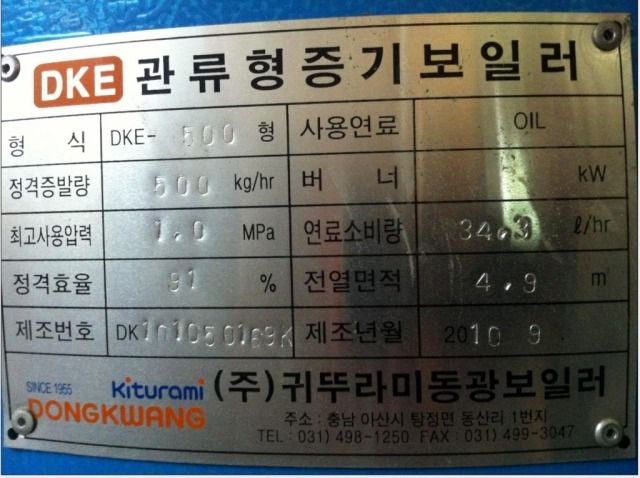 DKE 관류형증기보일러
형 식 DKE- 500 형 사용연료 OIL
정격증발량 500 kg/hr 버 너 kW
최고사용압력 1.0 MPa 연료소비량 34.3 ℓ/hr
정격효율 91 % 전열면적 4.9 m²
제조번호 DK101050169K 제조년월 2010 9 .
SINCE 1955 Kiturami (주)귀뚜라미동광보일러
DONGKWANG
주소 : 충남 아산시 탕정면 동산리 1번지
TEL : 031) 498-1250 FAX : 031) 499-3047